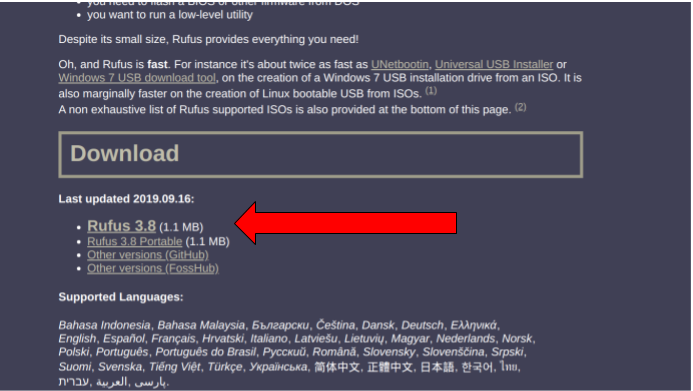 you need to flash a BIOS or other firmware from DOS
you want to run a low-level utility
Despite its small size, Rufus provides everything you need!
Oh, and Rufus is fast. For instance it's about twice as fast as UNetbootin, Universal USB Installer or
Windows 7 USB download tool, on the creation of a Windows 7 USB installation drive from an ISO. It is
also marginally faster on the creation of Linux bootable USB from ISOs. (1)
A non exhaustive list of Rufus supported ISOs is also provided at the bottom of this page. (2)
Download
Last updated 2019.09.16:
Rufus 3.8 (1.1 MB)
Rufus 3.8 Portable (1.1 MB)
Other versions (GitHub)
Other versions (FossHub)
Supported Languages:
Bahasa Indonesia, Bahasa Malaysia, Български, Čeština, Dansk, Deutsch, Ελληνικά,
English, Español, Français, Hrvatski, Italiano, Latviešu, Lietuvių, Magyar, Nederlands, Norsk,
Polski, Português, Português do Brasil, Русский, Română, Slovensky, Slovenščina, Srpski,
Suomi, Svenska, Tiếng Việt, Türkçe, Українська, 简体中文, 正體中文, 日本語, 한국어, ไทย,
עברית, العربية, پارسی.